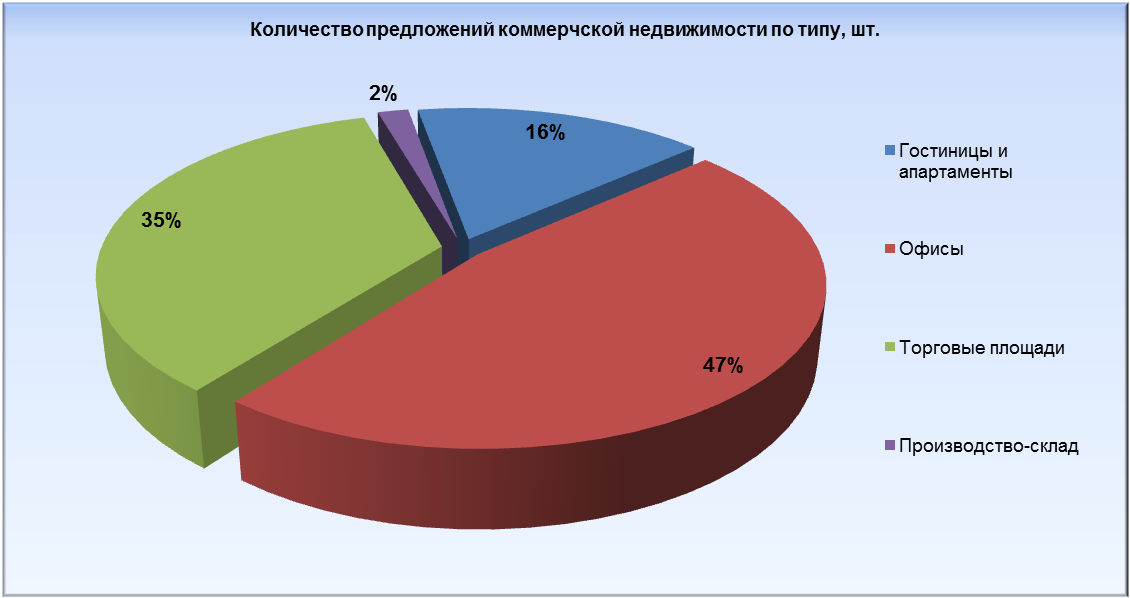 Количество предложений коммерчской недвижимости по типу, шт.
2%
16%
35%
47%
Гостиницы и
апартаменты
Офисы
Торговые площади
Производство-склад